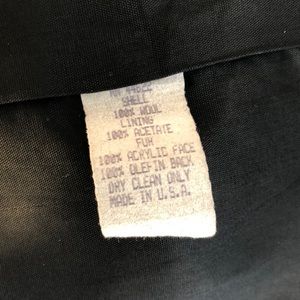 RN 44622
SHELL
100% WOOL
LINING
100% ACETATE
FUR
100% ACRYLIC FACE
100% OLEFIN BACK
DRY CLEAN ONLY
MADE IN U.S.A.